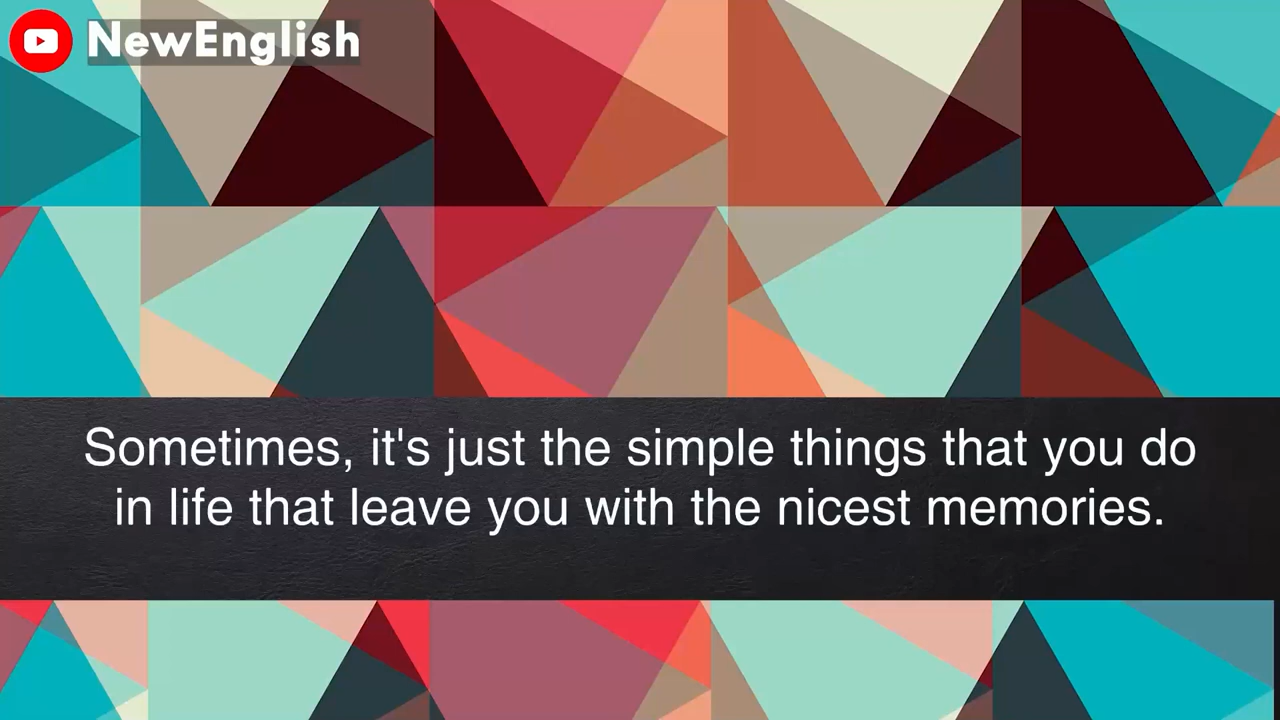 NewEnglish
Sometimes, it's just the simple things that you do
in life that leave you with the nicest memories.